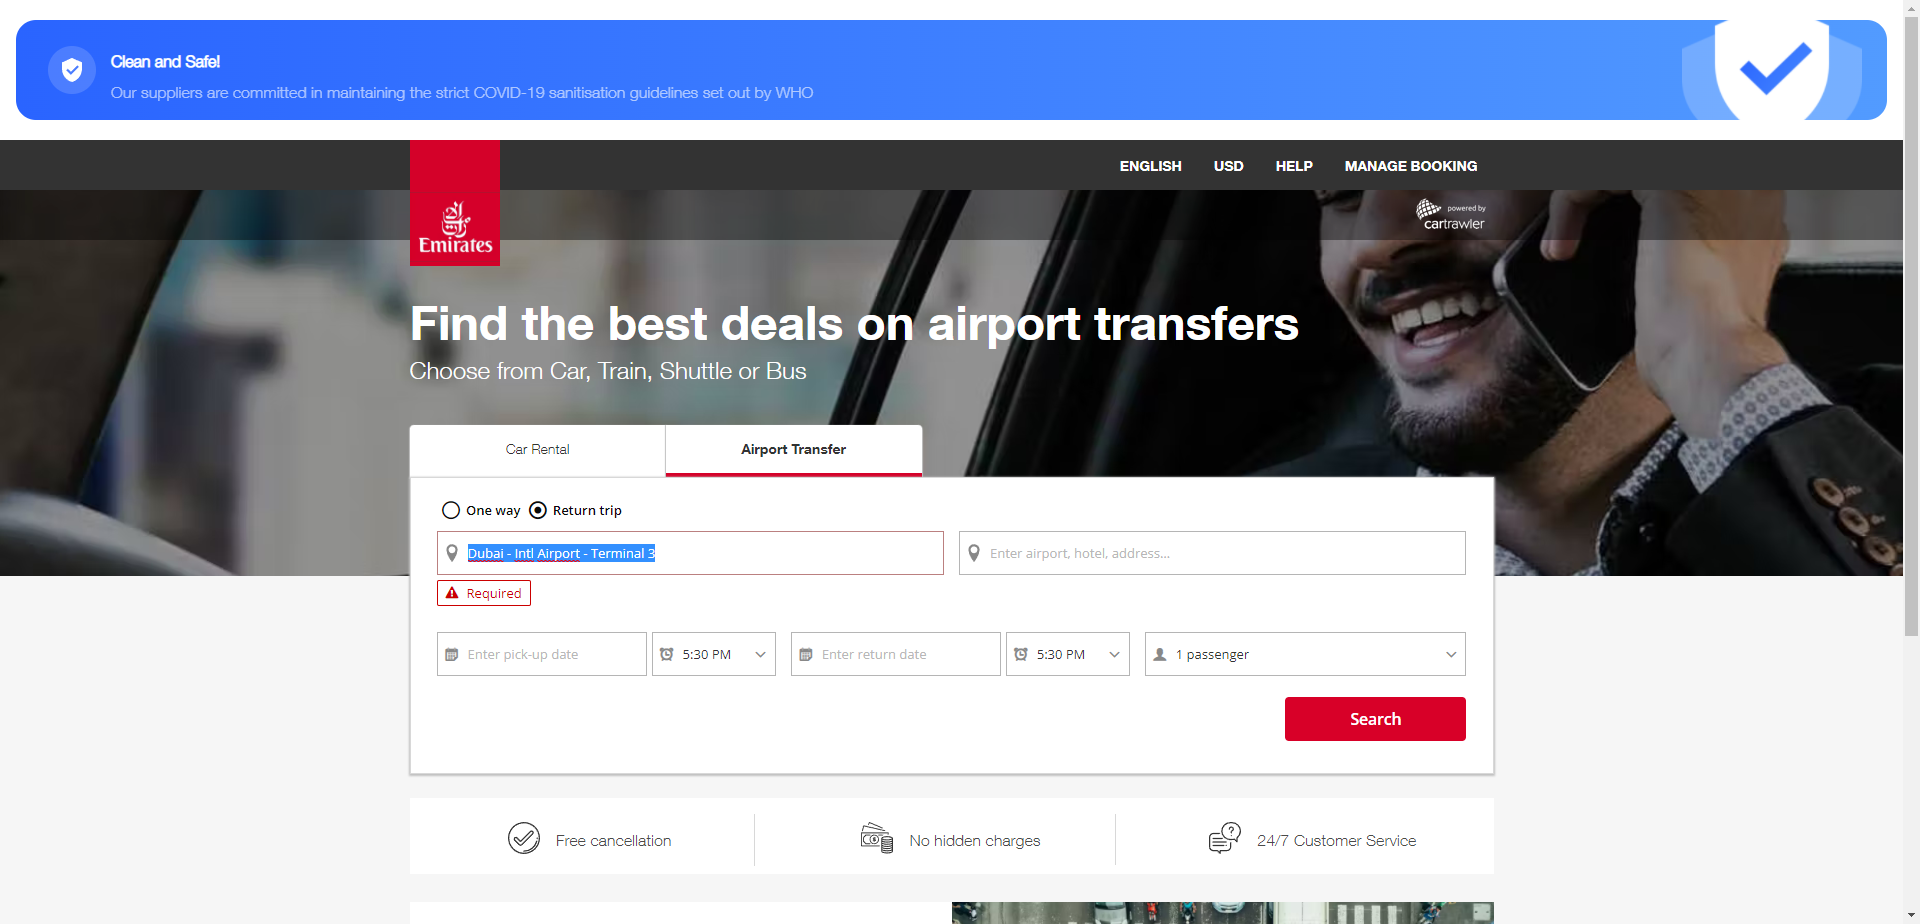 Clean and Safe!
Our suppliers are committed in maintaining the strict COVID-19 sanitisation guidelines set out by WHO
ENGLISH USD HELP MANAGE BOOKING
Emirates
powered by
cartrawler
Find the best deals on airport transfers
Choose from Car, Train, Shuttle or Bus
Car Rental Airport Transfer
One way Return trip
Dubai - Intl Airport - Terminal 3 Enter airport, hotel, address...
Required
Enter pick-up date 5:30 PM Enter return date 5:30 PM 1 passenger
Search
Free cancellation No hidden charges 24/7 Customer Service